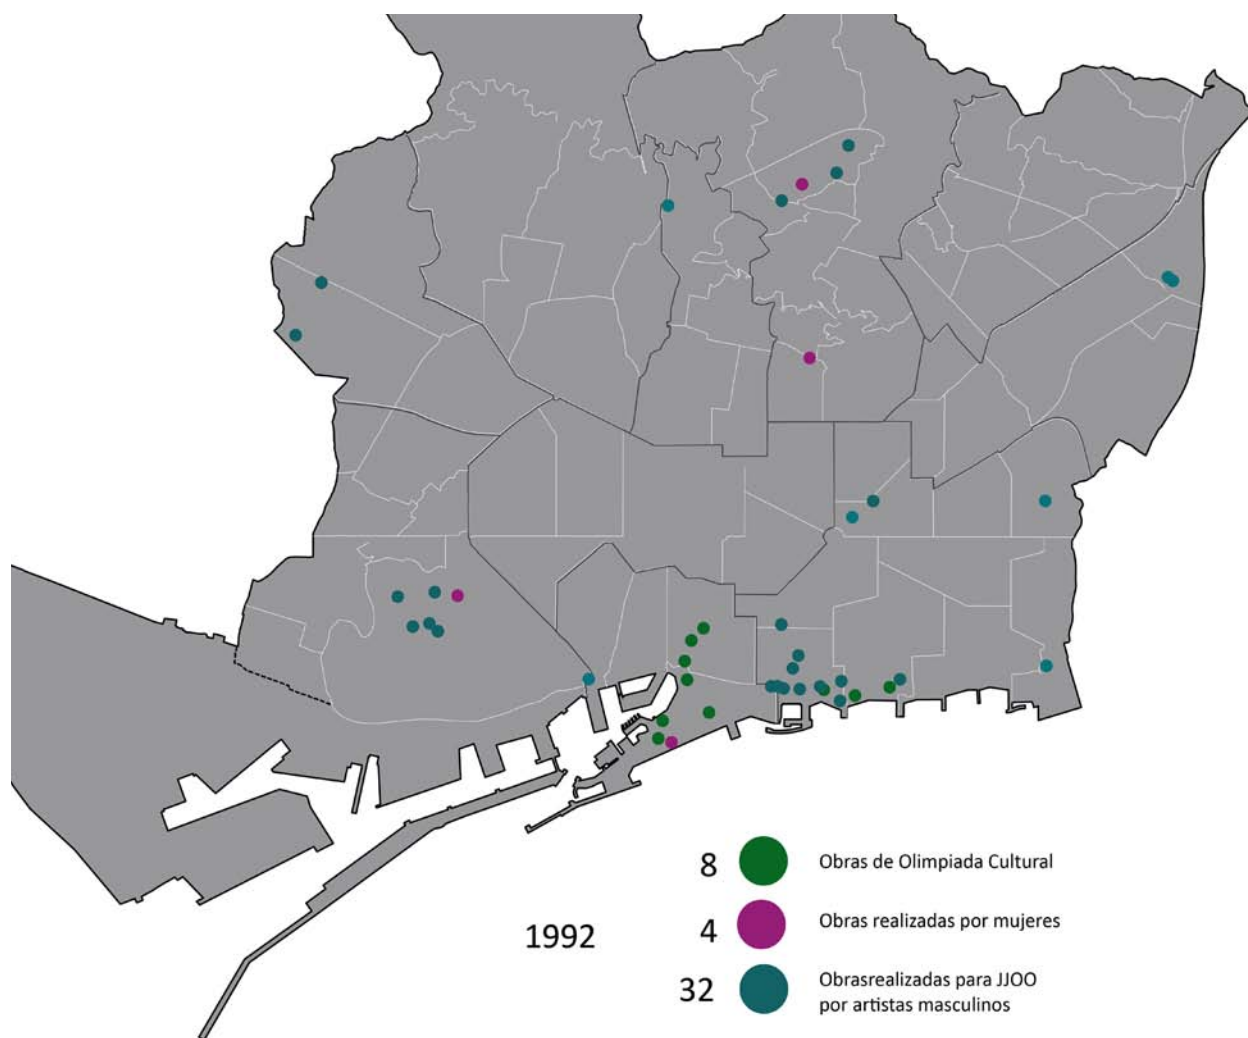 8 Obras de Olimpiada Cultural
4 Obras realizadas por mujeres
1992
32 Obrasrealizadas para JJOO
por artistas masculinos